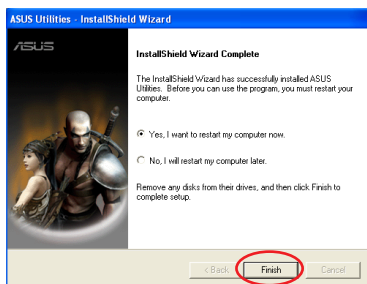 ASUS Utilities - InstallShield Wizard
ASUS
InstallShield Wizard Complete
The InstallShield Wizard has successfully installed ASUS
Utilities. Before you can use the program, you must restart your
computer.
Yes, I want to restart my computer now.
No, I will restart my computer later.
Remove any disks from their drives, and then click Finish to
complete setup.
< Back Finish Cancel